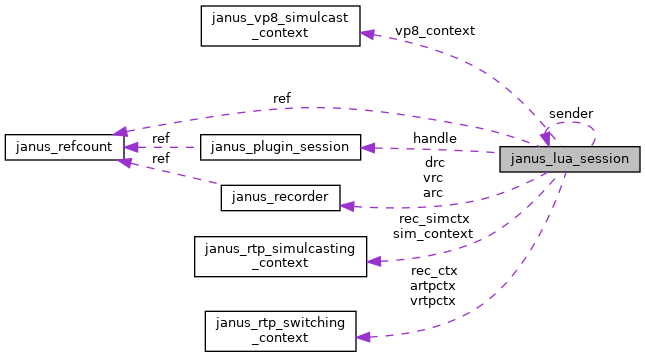 janus_vp8_simulcast
_context
vp8_context
ref
sender
janus_refcount
ref
janus_plugin_session
handle
janus_lua_session
ref
drc
vrc
arc
janus_recorder
rec_simctx
sim_context
janus_rtp_simulcasting
_context
rec_ctx
artpctx
vrtpctx
janus_rtp_switching
_context